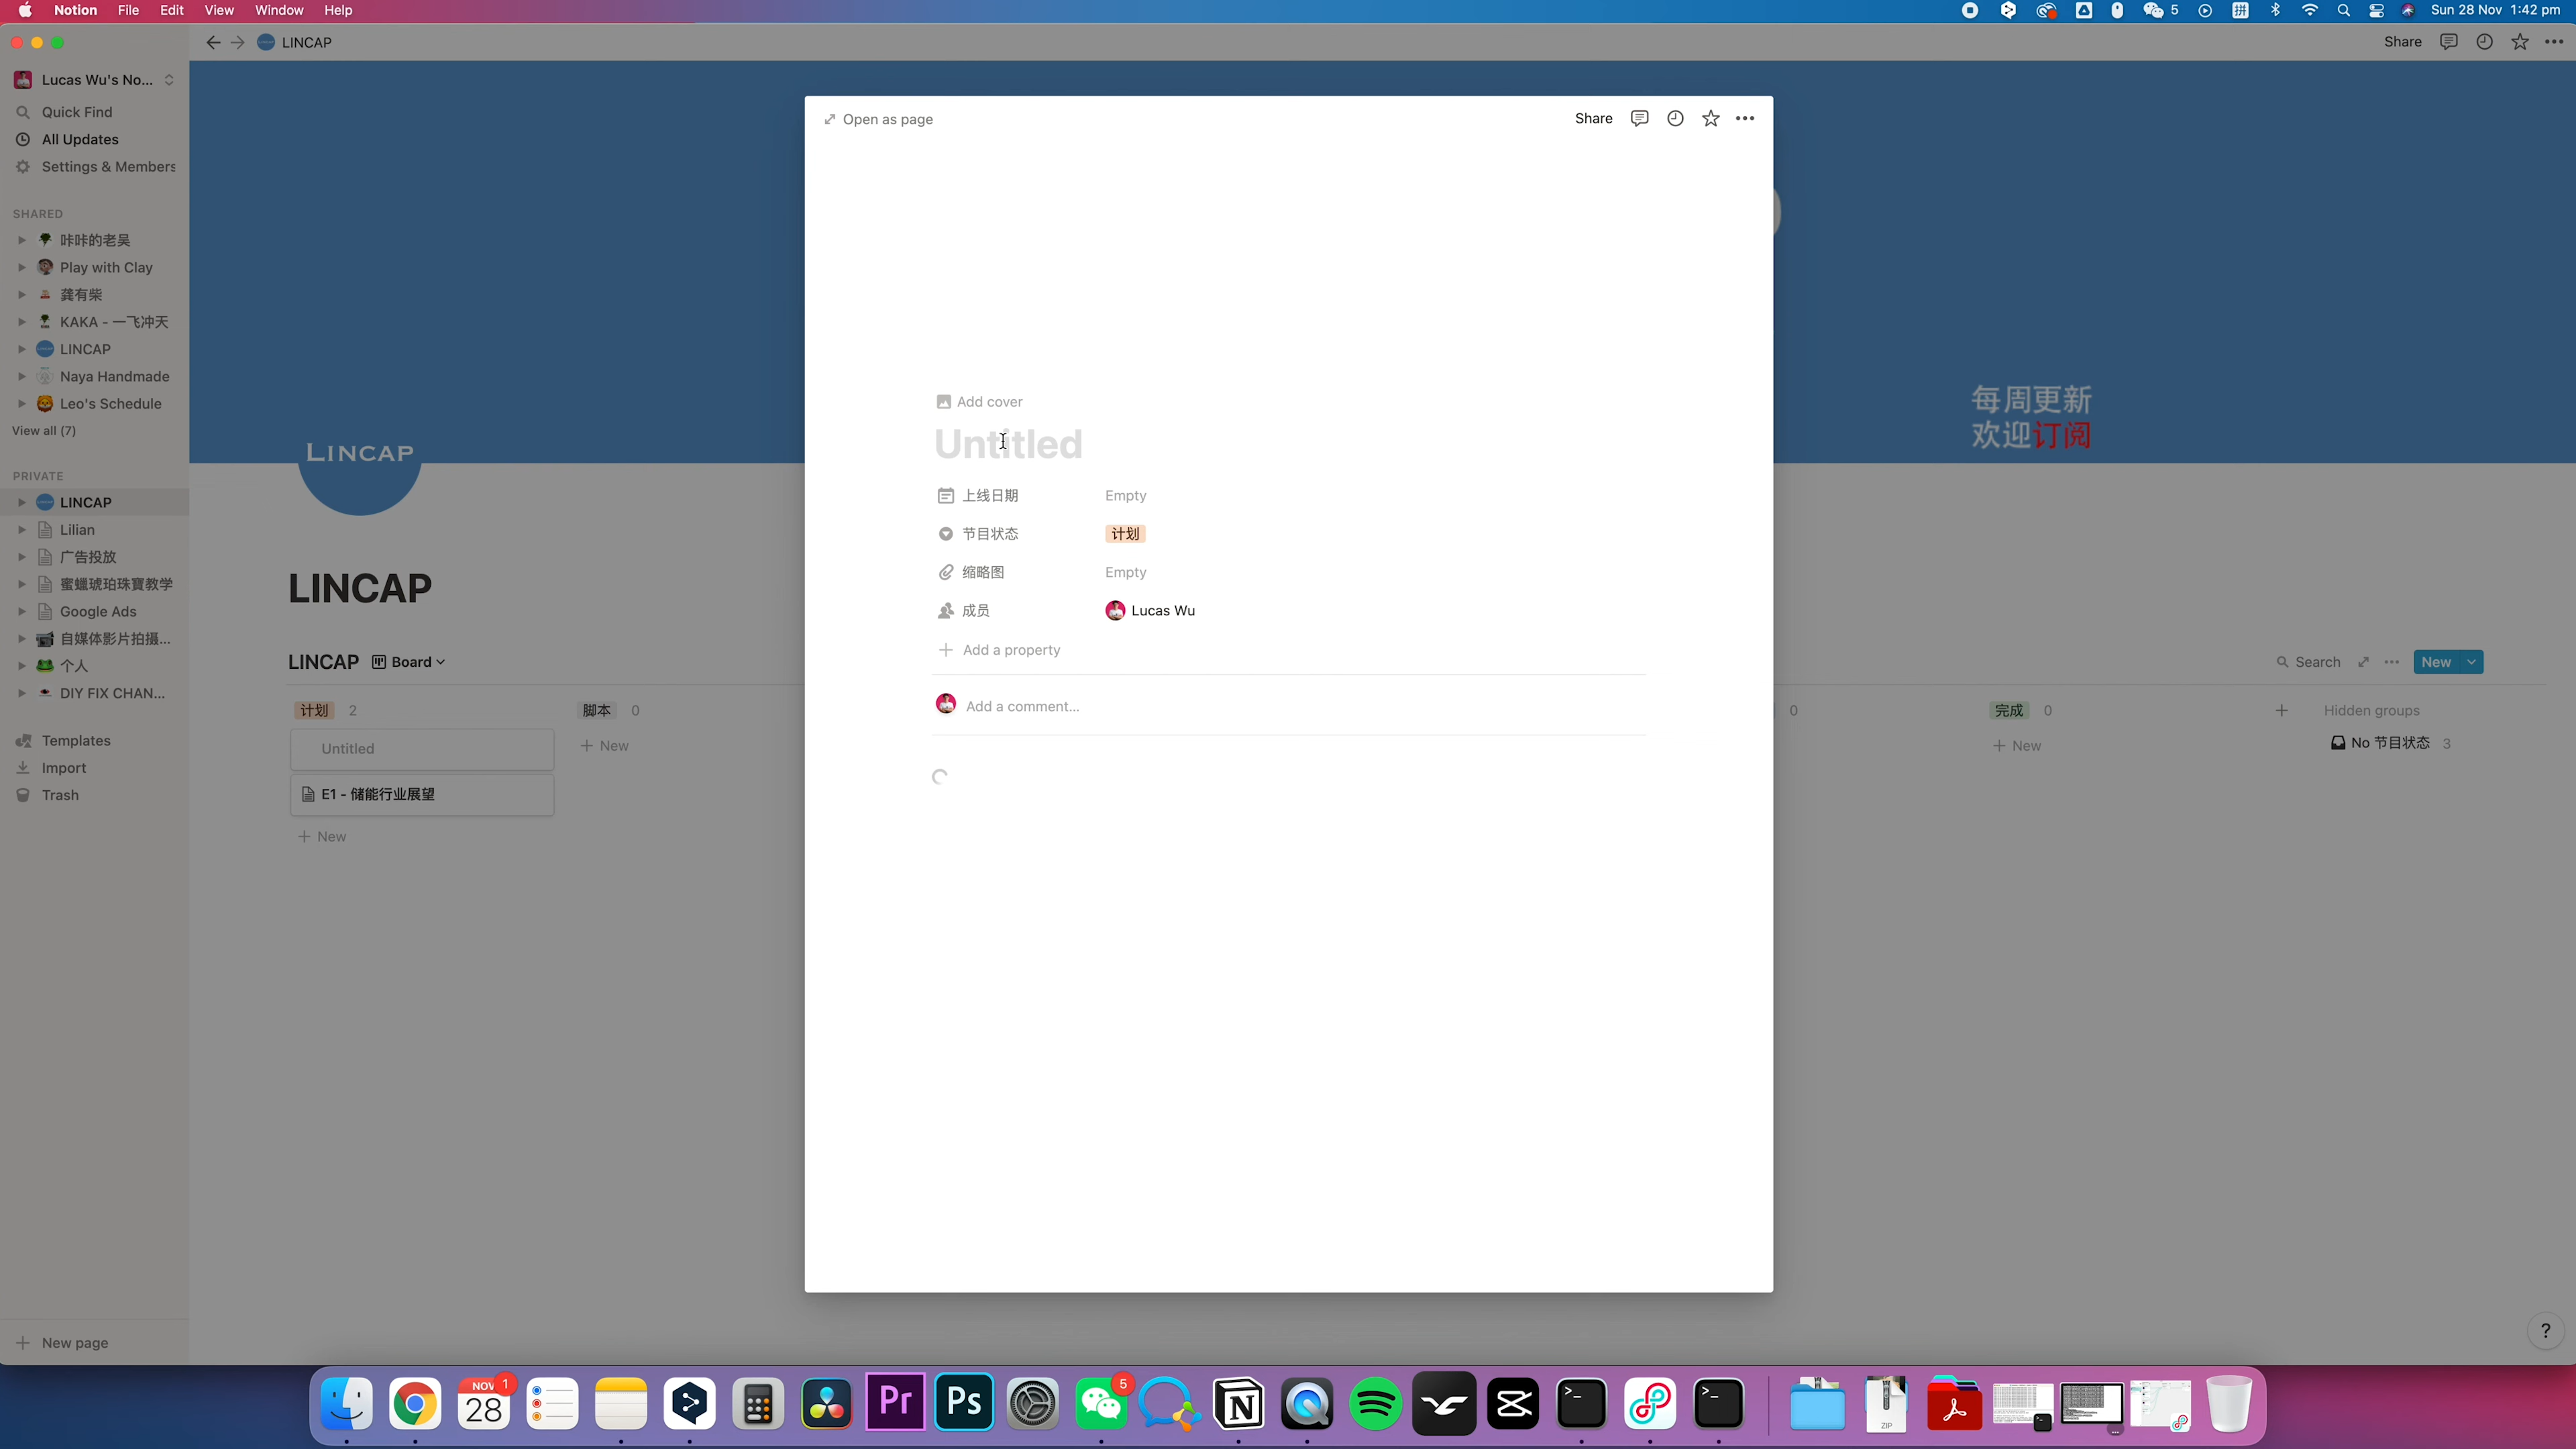 Notion File Edit View Window Help
5 Sun 28 Nov 1:42 pm
LINCAP
Share
Lucas Wu's No...
Quick Find
All Updates
Settings & Members
SHARED
咔咔的老吴
Play with Clay
龚有柴
KAKA - 一飞冲天
LINCAP
Naya Handmade
Leo's Schedule
View all (7)
PRIVATE
LINCAP
Lilian
广告投放
蜜蠟琥珀珠寶教学
Google Ads
自媒体影片拍摄...
个人
DIY FIX CHAN...
Templates
Import
Trash
New page
LINCAP
每周更新
欢迎订阅
LINCAP
LINCAP Board
Search New
计划 2
Untitled
E1 - 储能行业展望
New
脚本 0
New
0
完成 0
New
Hidden groups
No 节目状态 3
Open as page
Share
Add cover
Untitled
上线日期 Empty
节目状态 计划
缩略图 Empty
成员 Lucas Wu
Add a property
Add a comment...
?
NOV
28
1
Pr
Ps
5
ZIP